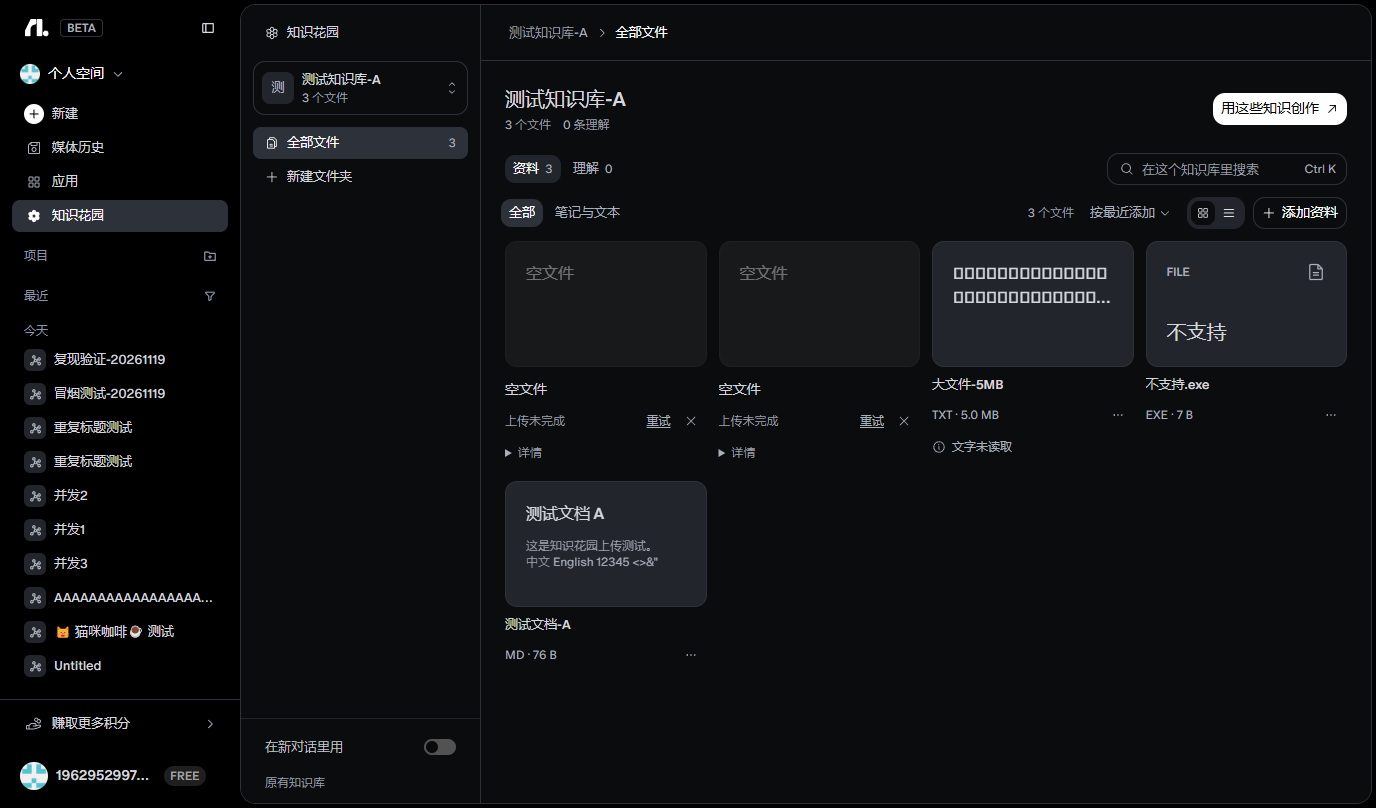 BETA
个人空间
新建
媒体历史
应用
知识花园
项目
最近
今天
复现验证-20261119
冒烟测试-20261119
重复标题测试
重复标题测试
并发2
并发1
并发3
AAAAAAAAAAAAAAAAA...
🐱 猫咪咖啡☕ 测试
Untitled
赚取更多积分
1962952997... FREE
知识花园
测 测试知识库-A
3 个文件
全部文件 3
新建文件夹
在新对话里用
原有知识库
测试知识库-A > 全部文件
测试知识库-A
3 个文件 0 条理解
用这些知识创作
资料 3 理解 0
在这个知识库里搜索 Ctrl K
全部 笔记与文本
3 个文件 按最近添加
添加资料
空文件
空文件
上传未完成 重试
详情
空文件
空文件
上传未完成 重试
详情
大文件-5MB
TXT · 5.0 MB
文字未读取
FILE
不支持
不支持.exe
EXE · 7 B
测试文档 A
这是知识花园上传测试。
中文 English 12345 <>&"
测试文档-A
MD · 76 B